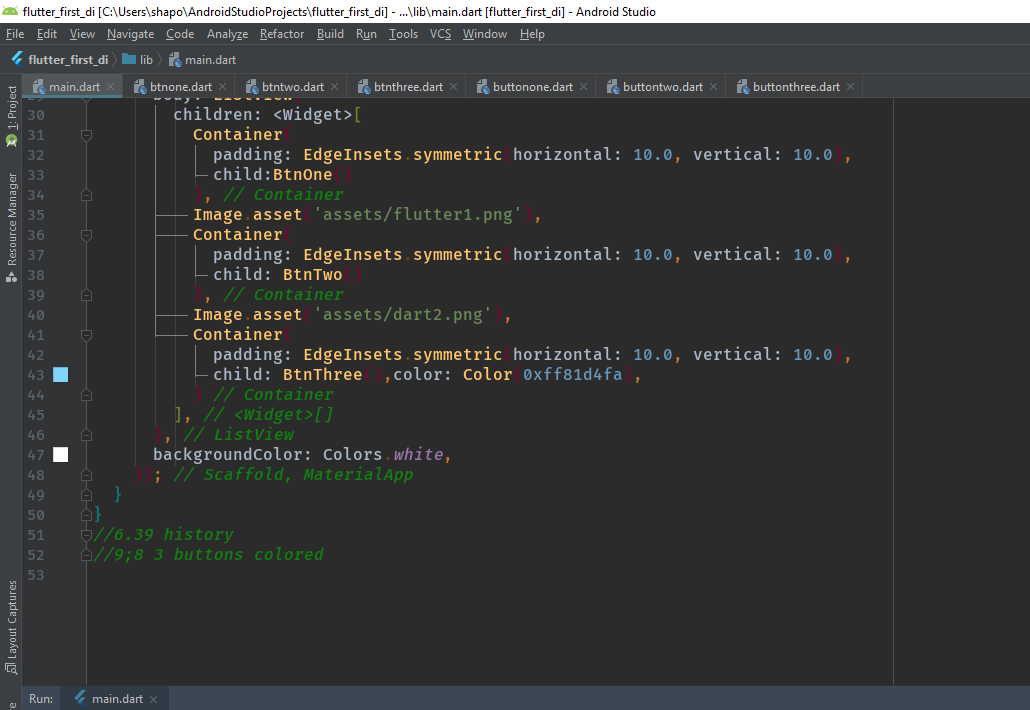 flutter_first_di [C:\Users\shapo\AndroidStudioProjects\flutter_first_di] - ...\lib\main.dart [flutter_first_di] - Android Studio
File Edit View Navigate Code Analyze Refactor Build Run Tools VCS Window Help
flutter_first_di lib main.dart
main.dart btnone.dart btntwo.dart btnthree.dart buttonone.dart buttontwo.dart buttonthree.dart
1: Project
Resource Manager
Layout Captures
29 body: ListView(
30 children: <Widget>[
31 Container(
32 padding: EdgeInsets.symmetric(horizontal: 10.0, vertical: 10.0),
33 child:BtnOne()
34 ), // Container
35 Image.asset('assets/flutter1.png'),
36 Container(
37 padding: EdgeInsets.symmetric(horizontal: 10.0, vertical: 10.0),
38 child: BtnTwo()
39 ), // Container
40 Image.asset('assets/dart2.png'),
41 Container(
42 padding: EdgeInsets.symmetric(horizontal: 10.0, vertical: 10.0),
43 child: BtnThree(),color: Color(0xff81d4fa),
44 ) // Container
45 ], // <Widget>[]
46 ), // ListView
47 backgroundColor: Colors.white,
48 )); // Scaffold, MaterialApp
49 }
50 }
51 //6.39 history
52 //9;8 3 buttons colored
53
Run: main.dart